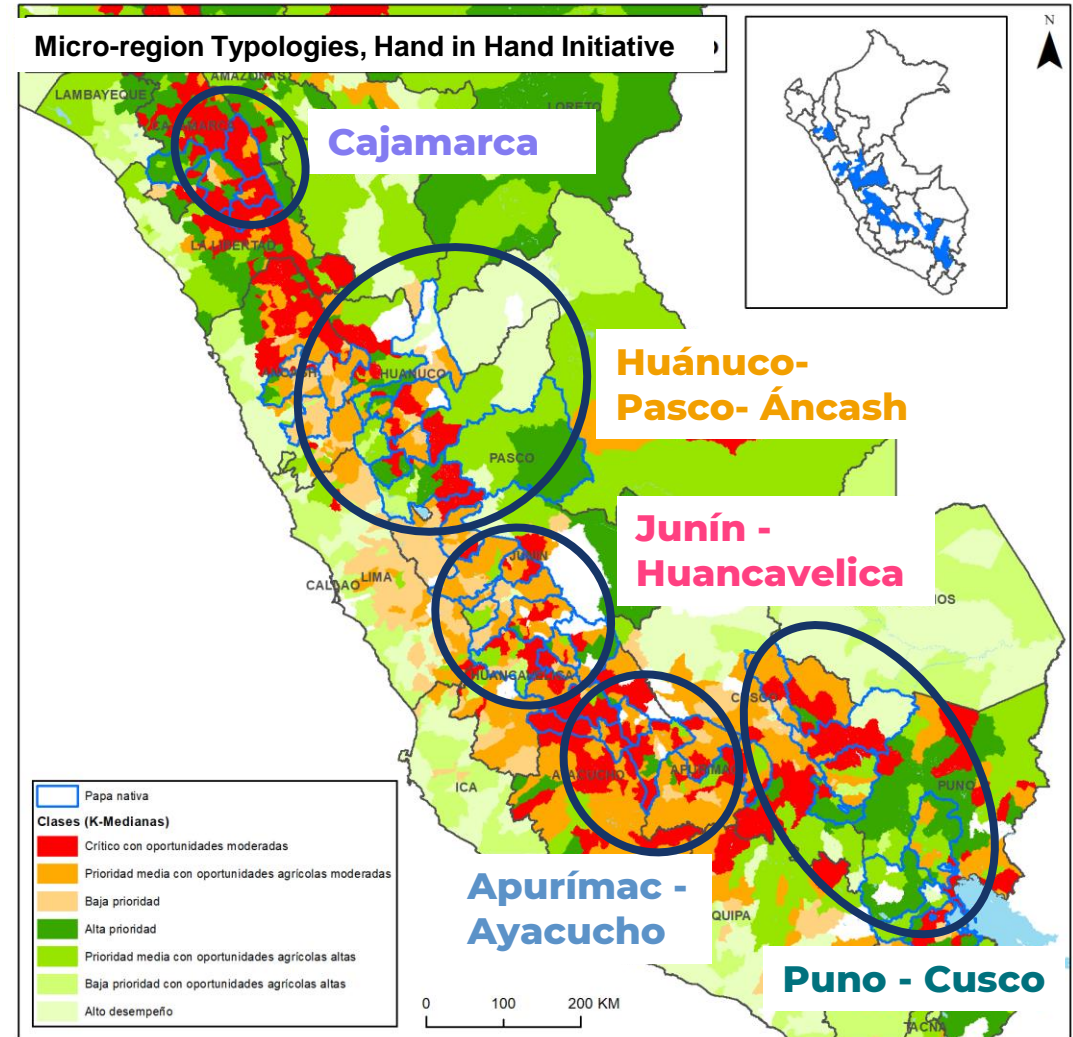 Micro-region Typologies, Hand in Hand Initiative
N
AMAZONAS
LAMBAYEQUE
LORETO
Cajamarca
LA LIBERTAD
HUANUCO
Huánuco-
Pasco- Áncash
PASCO
Junín -
Huancavelica
JUNIN
CALLAO
LIMA
HUANCAVELICA
CUSCO
AYACUCHO
APURIMAC
ICA
PUNO
Apurímac -
Ayacucho
QUIPA
Puno - Cusco
TACNA
Papa nativa
Clases (K-Medianas)
Crítico con oportunidades moderadas
Prioridad media con oportunidades agrícolas moderadas
Baja prioridad
Alta prioridad
Prioridad media con oportunidades agrícolas altas
Baja prioridad con oportunidades agrícolas altas
Alto desempeño
0 100 200 KM